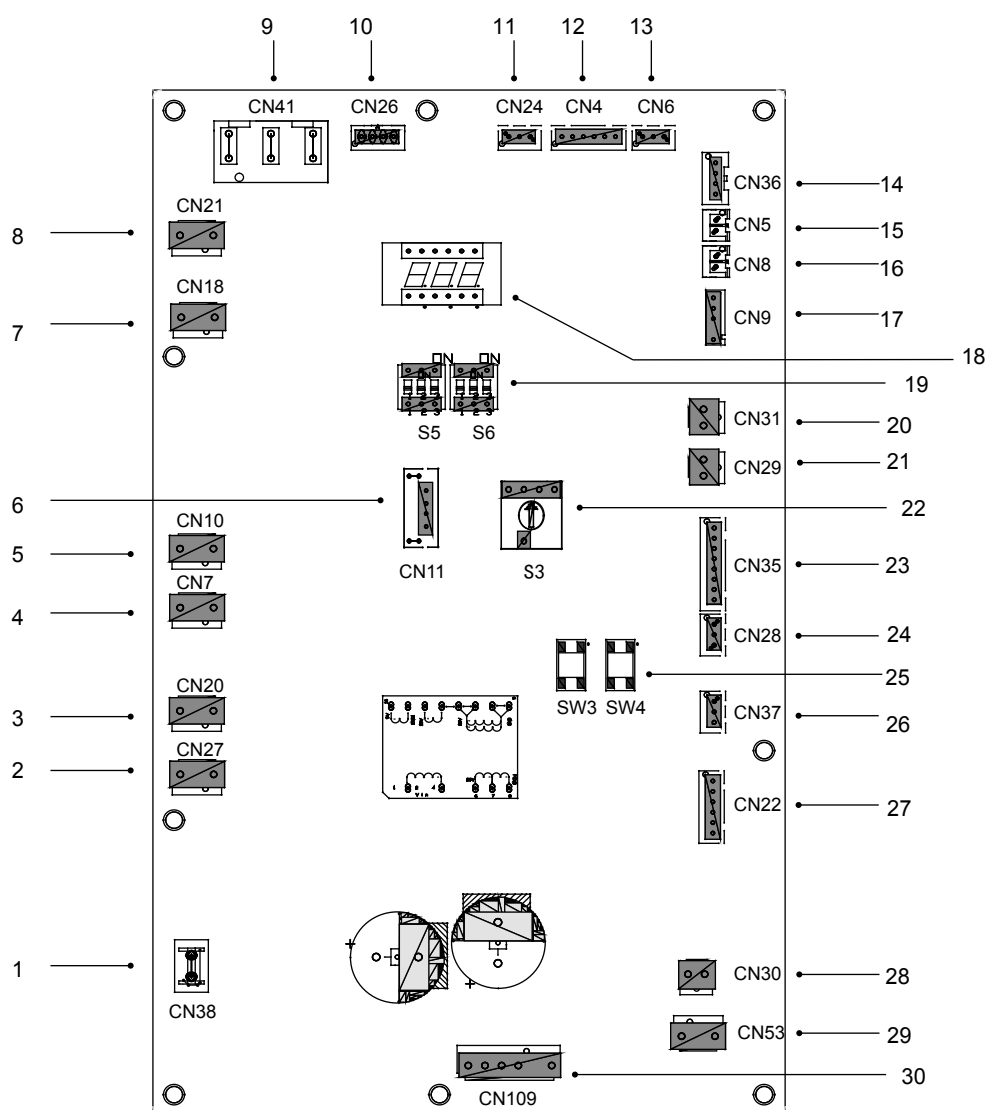 9 10 11 12 13
CN41 CN26 CN24 CN4 CN6
CN36 14
CN21 CN5 15
8 CN8 16
CN18 CN9 17
7
18
ON ON
19
1 2 3 1 2 3
S5 S6
CN31 20
CN29 21
6
22
CN10
5 CN11 S3 CN35 23
CN7
4
CN28 24
25
CN20 SW3 SW4
3 CN37 26
CN27
2
CN22 27
1
CN38
CN30 28
CN53 29
30
CN109